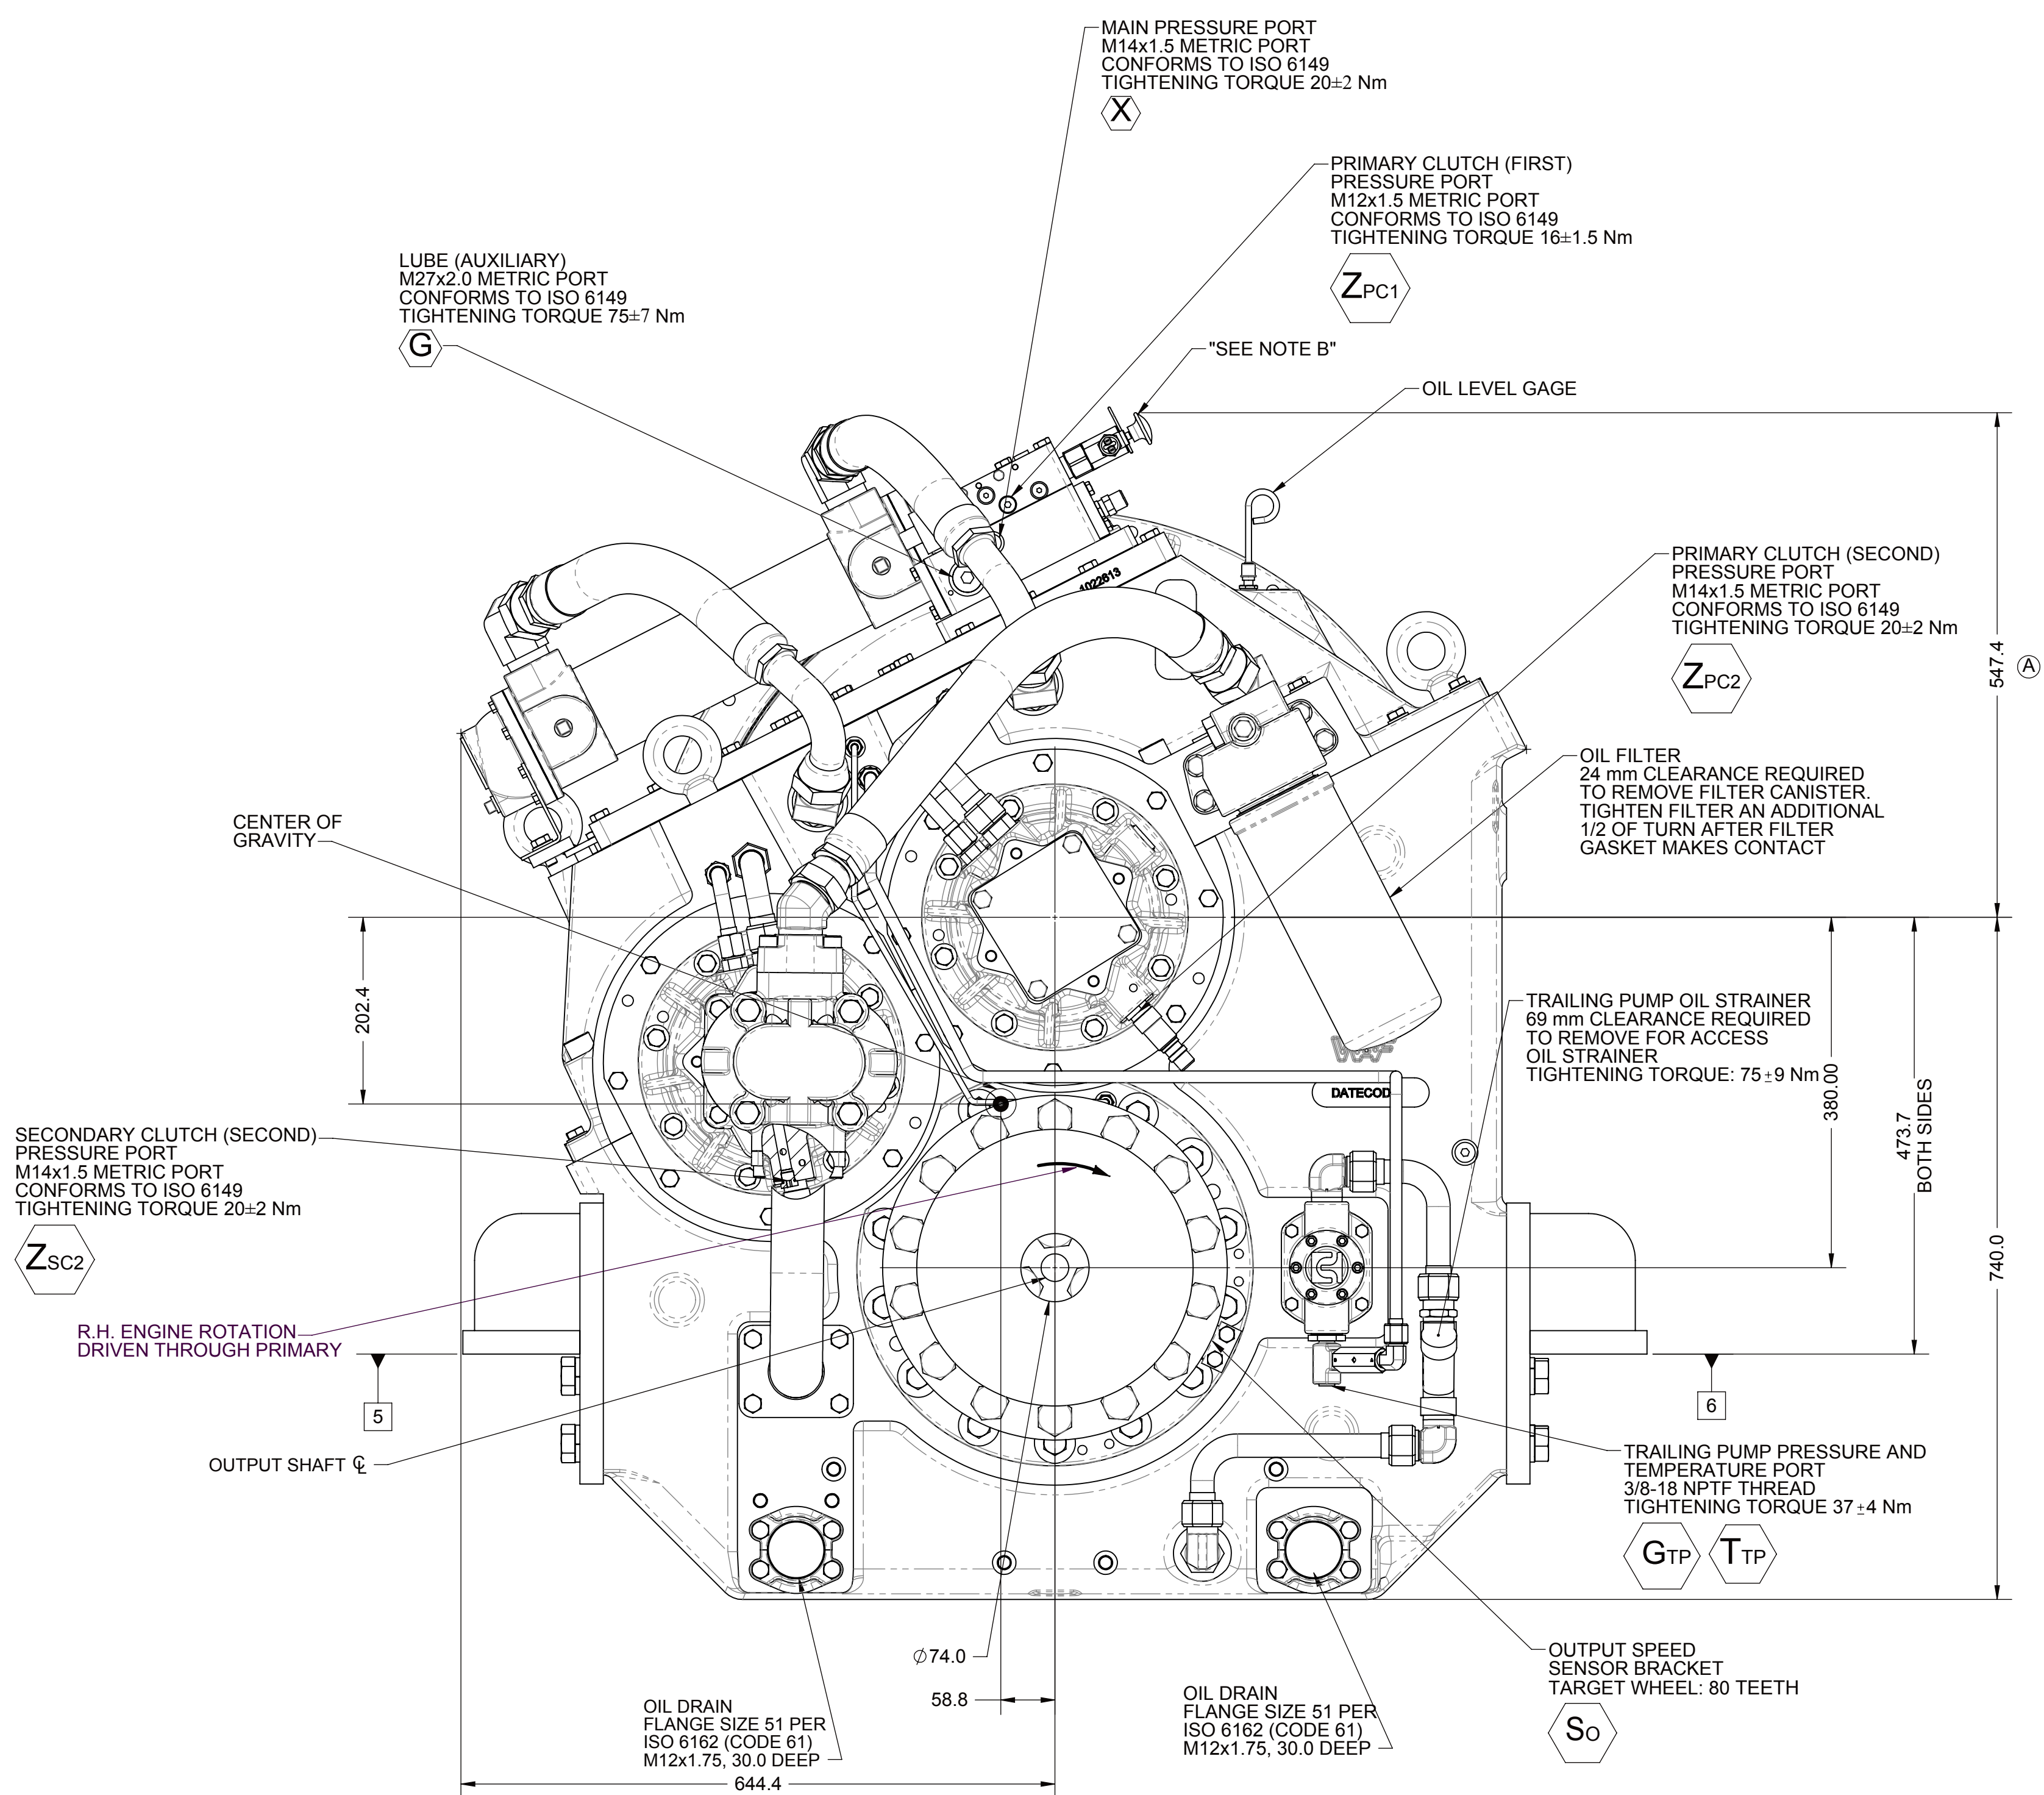 MAIN PRESSURE PORT
M14x1.5 METRIC PORT
CONFORMS TO ISO 6149
TIGHTENING TORQUE 20±2 Nm
X
PRIMARY CLUTCH (FIRST)
PRESSURE PORT
M12x1.5 METRIC PORT
CONFORMS TO ISO 6149
TIGHTENING TORQUE 16±1.5 Nm
ZPC1
LUBE (AUXILIARY)
M27x2.0 METRIC PORT
CONFORMS TO ISO 6149
TIGHTENING TORQUE 75±7 Nm
G
"SEE NOTE B"
OIL LEVEL GAGE
1022613
PRIMARY CLUTCH (SECOND)
PRESSURE PORT
M14x1.5 METRIC PORT
CONFORMS TO ISO 6149
TIGHTENING TORQUE 20±2 Nm
ZPC2
547.4
A
OIL FILTER
24 mm CLEARANCE REQUIRED
TO REMOVE FILTER CANISTER.
TIGHTEN FILTER AN ADDITIONAL
1/2 OF TURN AFTER FILTER
GASKET MAKES CONTACT
CENTER OF
GRAVITY
202.4
TRAILING PUMP OIL STRAINER
69 mm CLEARANCE REQUIRED
TO REMOVE FOR ACCESS
OIL STRAINER
TIGHTENING TORQUE: 75±9 Nm
380.00
473.7
BOTH SIDES
740.0
DATECOD
SECONDARY CLUTCH (SECOND)
PRESSURE PORT
M14x1.5 METRIC PORT
CONFORMS TO ISO 6149
TIGHTENING TORQUE 20±2 Nm
ZSC2
R.H. ENGINE ROTATION
DRIVEN THROUGH PRIMARY
5
6
OUTPUT SHAFT ℄
TRAILING PUMP PRESSURE AND
TEMPERATURE PORT
3/8-18 NPTF THREAD
TIGHTENING TORQUE 37±4 Nm
GTP TTP
Ø74.0
58.8
OUTPUT SPEED
SENSOR BRACKET
TARGET WHEEL: 80 TEETH
SO
OIL DRAIN
FLANGE SIZE 51 PER
ISO 6162 (CODE 61)
M12x1.75, 30.0 DEEP
OIL DRAIN
FLANGE SIZE 51 PER
ISO 6162 (CODE 61)
M12x1.75, 30.0 DEEP
644.4